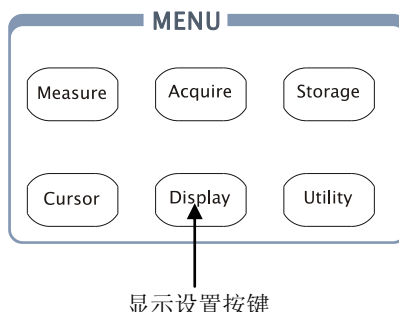 MENU
Measure Acquire Storage
Cursor Display Utility
显示设置按键